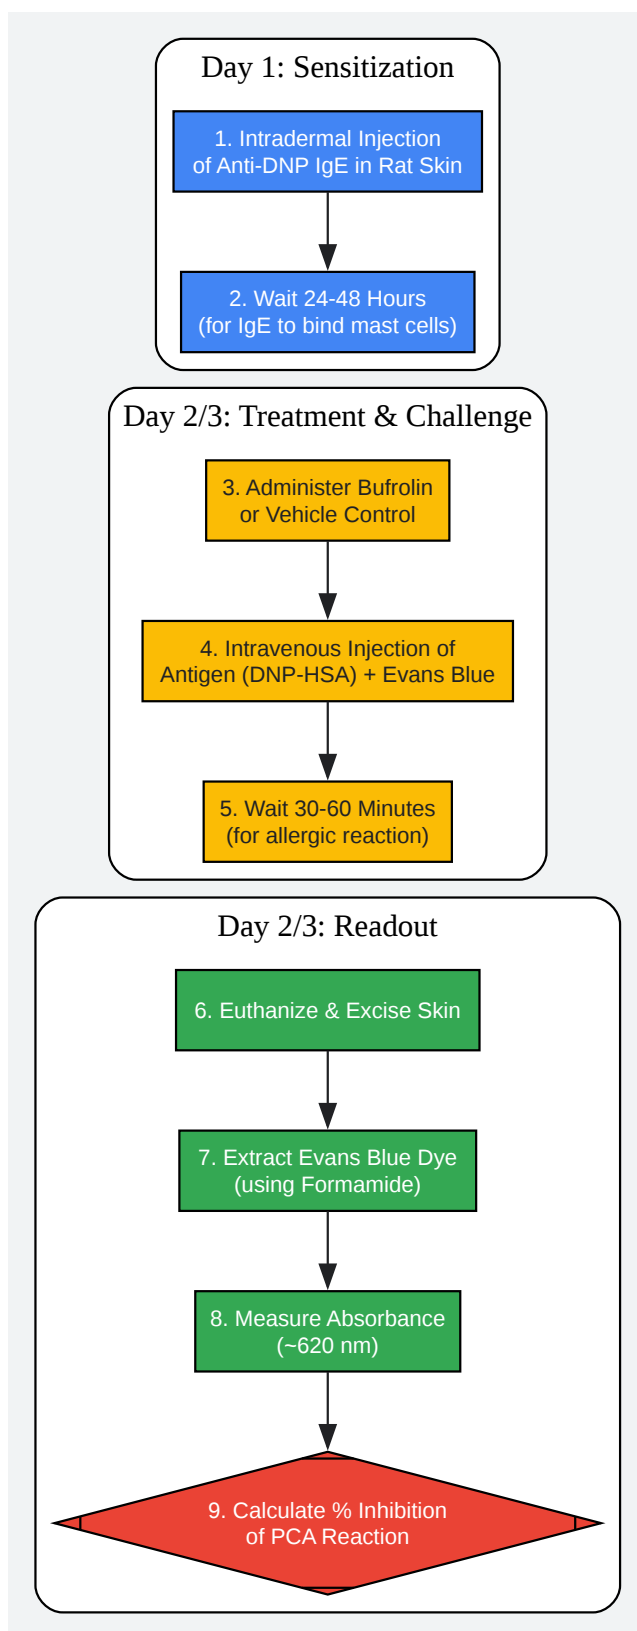 Day 1: Sensitization
1. Intradermal Injection
of Anti-DNP IgE in Rat Skin
2. Wait 24-48 Hours
(for IgE to bind mast cells)
Day 2/3: Treatment & Challenge
3. Administer Bufrolin
or Vehicle Control
4. Intravenous Injection of
Antigen (DNP-HSA) + Evans Blue
5. Wait 30-60 Minutes
(for allergic reaction)
Day 2/3: Readout
6. Euthanize & Excise Skin
7. Extract Evans Blue Dye
(using Formamide)
8. Measure Absorbance
(~620 nm)
9. Calculate % Inhibition
of PCA Reaction